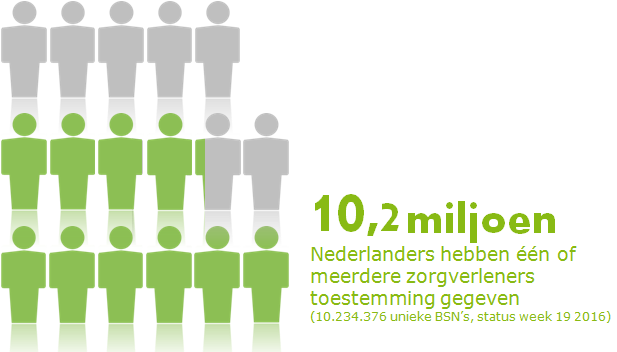 10,2 miljoen
Nederlanders hebben één of
meerdere zorgverleners
toestemming gegeven
(10.234.376 unieke BSN´s, status week 19 2016)